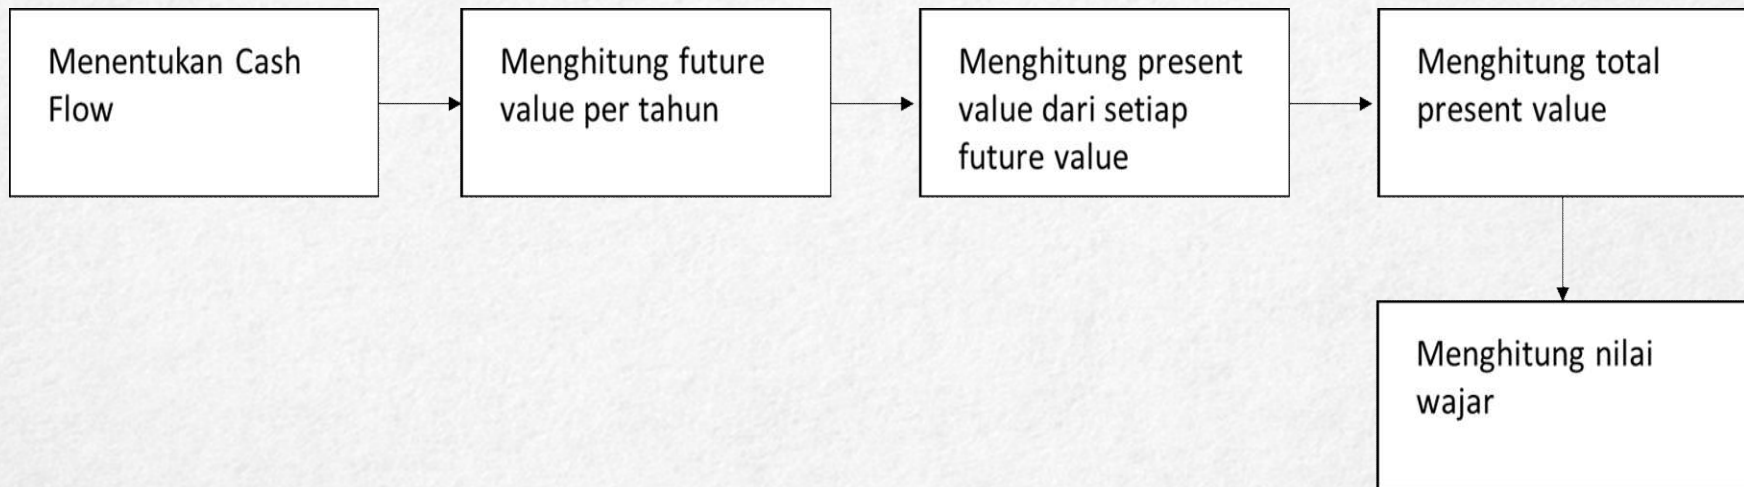 Menentukan Cash
Flow
Menghitung future
value per tahun
Menghitung present
value dari setiap
future value
Menghitung total
present value
Menghitung nilai
wajar